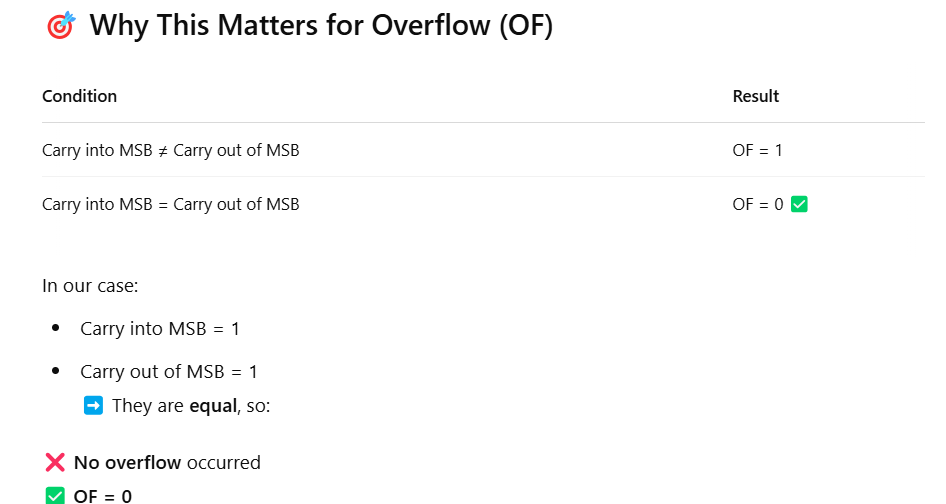 🎯 Why This Matters for Overflow (OF)
Condition Result
Carry into MSB ≠ Carry out of MSB OF = 1
Carry into MSB = Carry out of MSB OF = 0 ✅
In our case:
• Carry into MSB = 1
• Carry out of MSB = 1
➡️ They are equal, so:
❌ No overflow occurred
✅ OF = 0